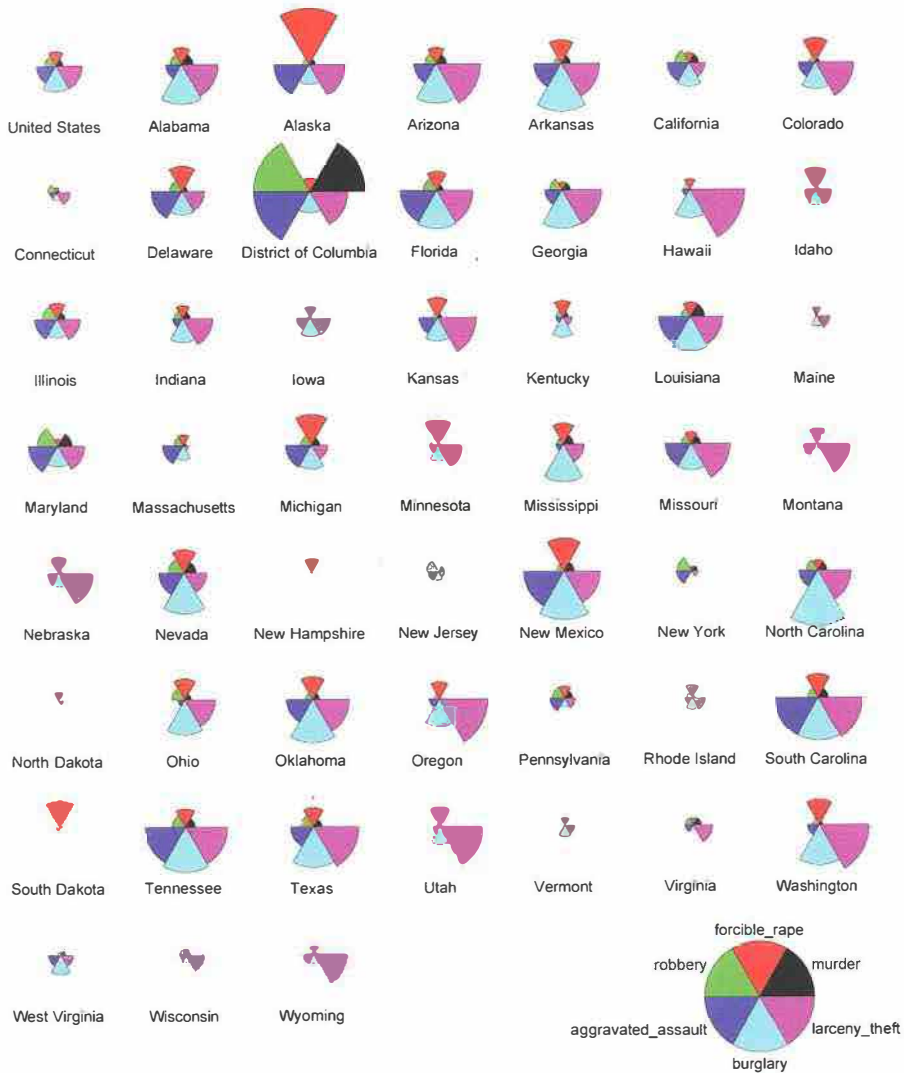 United States Alabama Alaska Arizona Arkansas California Colorado
Connecticut Delaware District of Columbia Florida Georgia Hawaii Idaho
Illinois Indiana Iowa Kansas Kentucky Louisiana Maine
Maryland Massachusetts Michigan Minnesota Mississippi Missouri Montana
Nebraska Nevada New Hampshire New Jersey New Mexico New York North Carolina
North Dakota Ohio Oklahoma Oregon Pennsylvania Rhode Island South Carolina
South Dakota Tennessee Texas Utah Vermont Virginia Washington
West Virginia Wisconsin Wyoming
forcible_rape
robbery murder
aggravated_assault larceny_theft
burglary